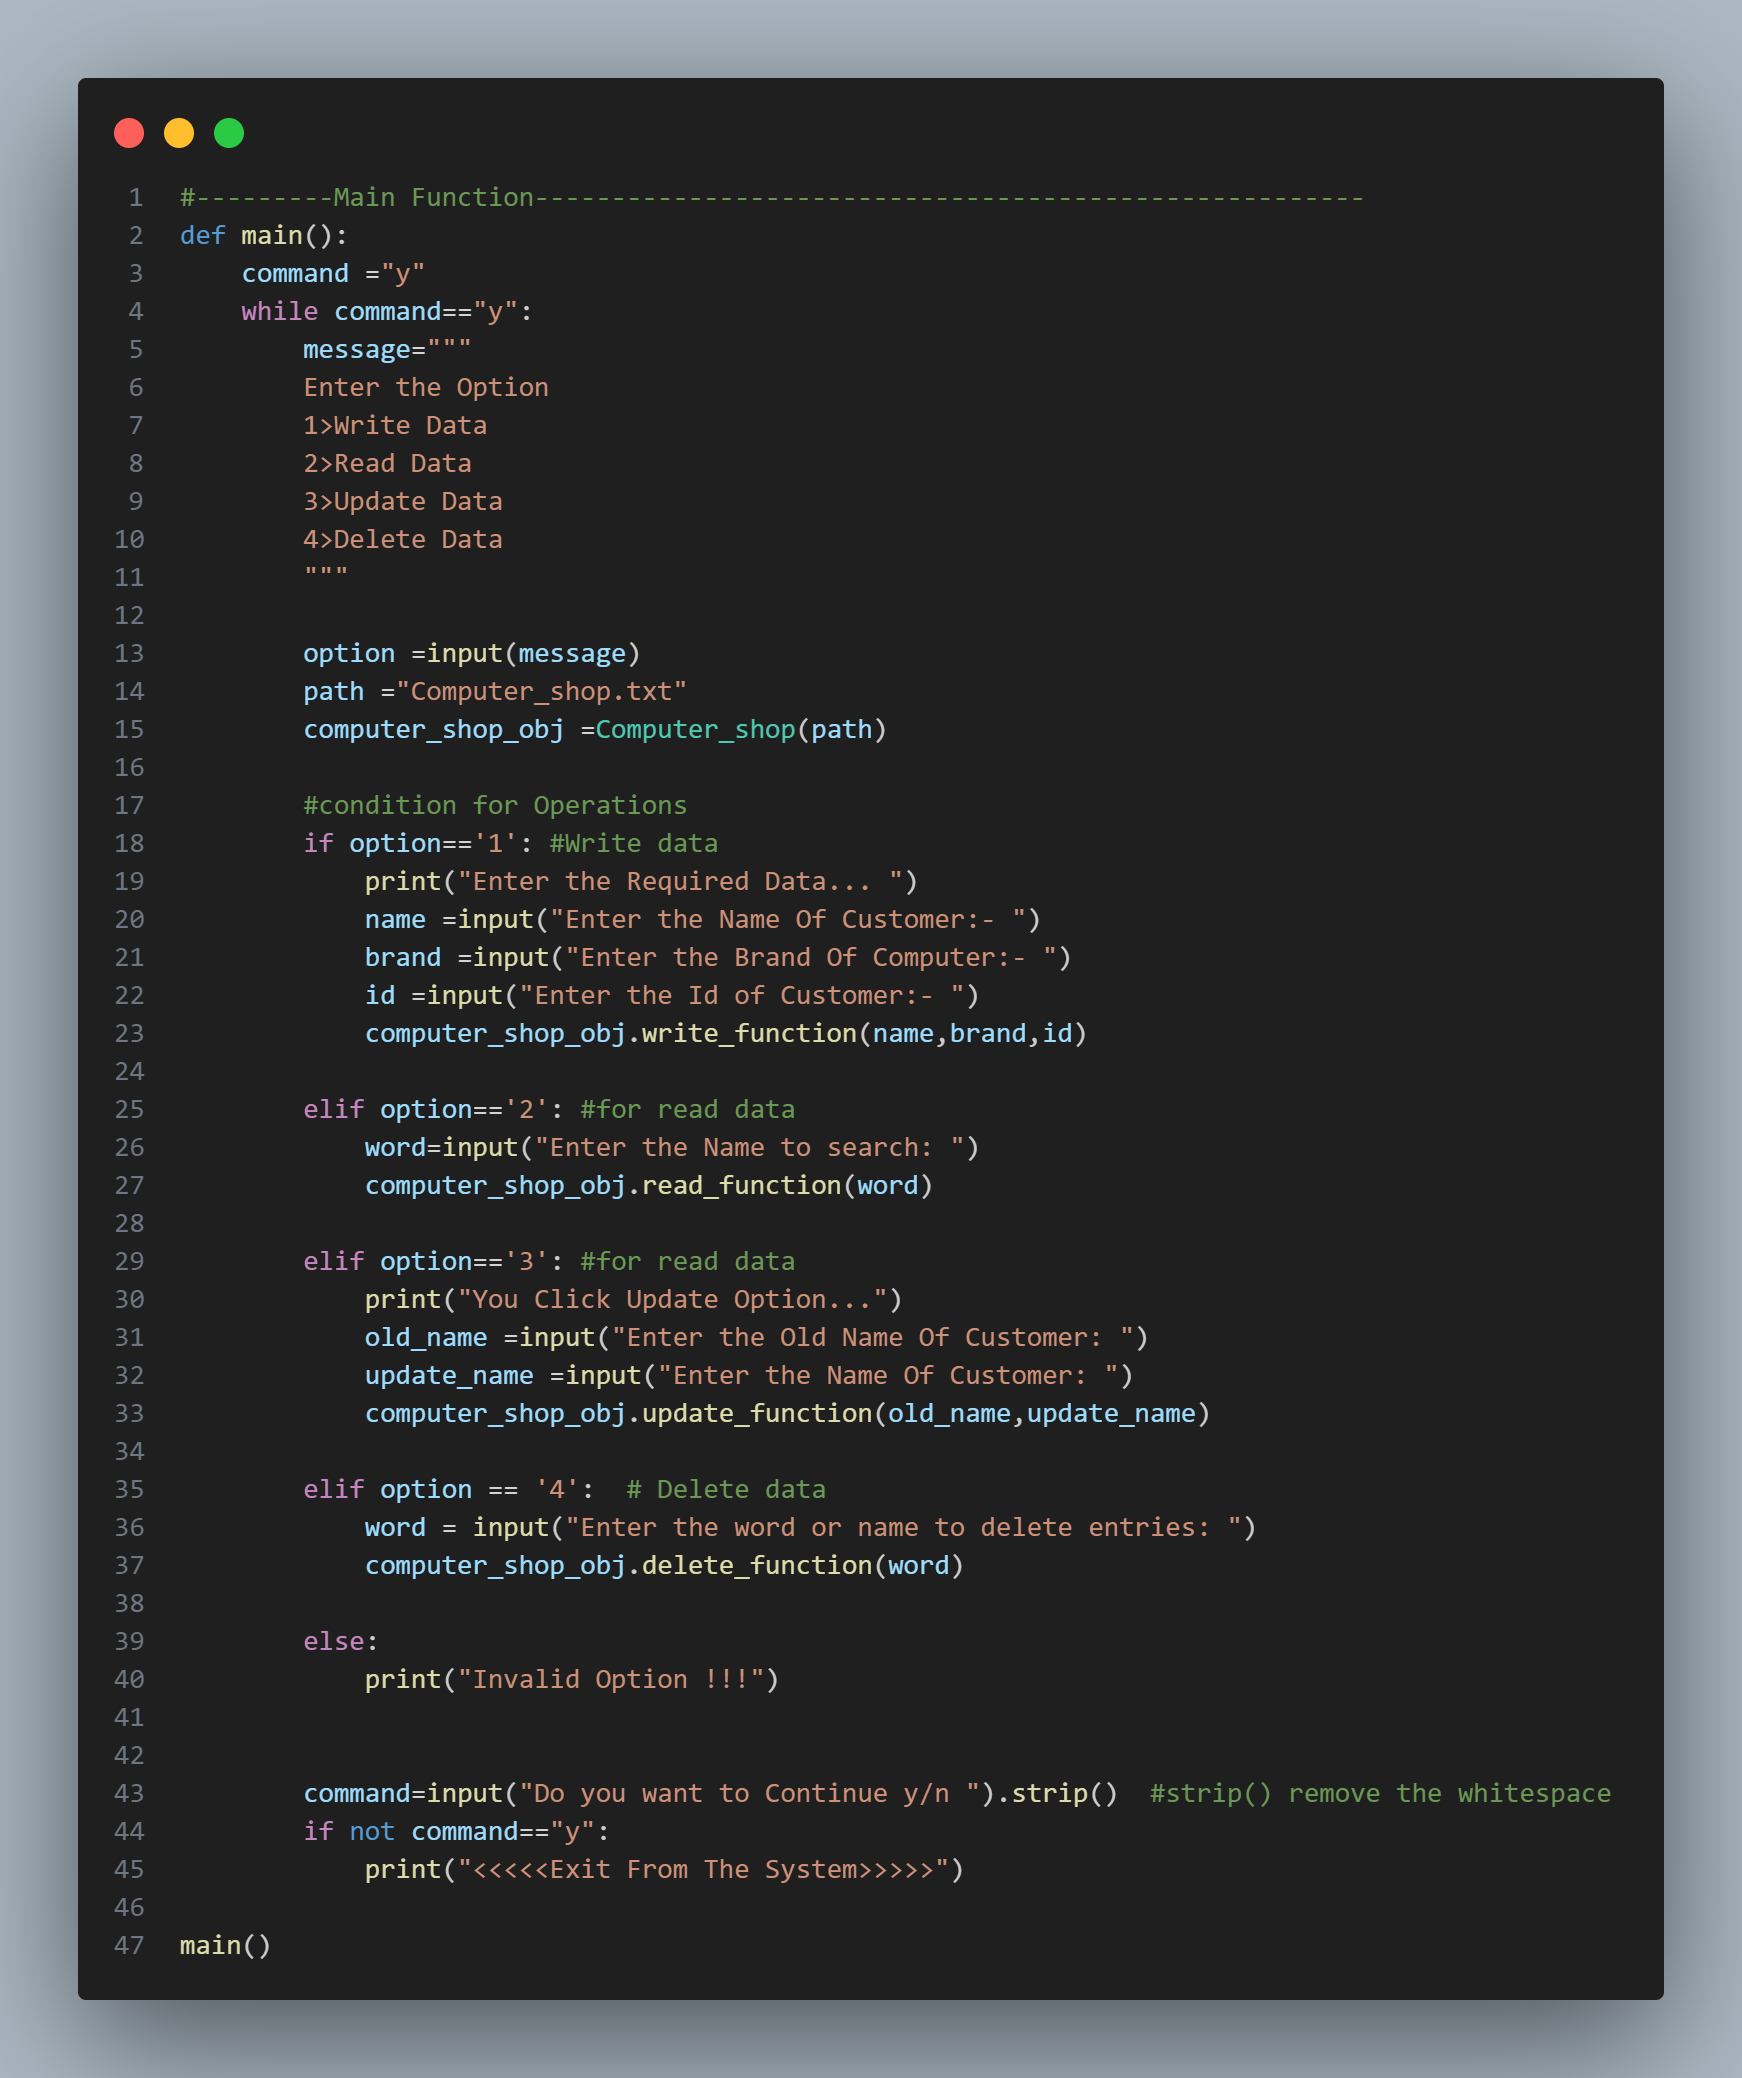 1 #---------Main Function------------------------------------------------------
2 def main():
3     command ="y"
4     while command=="y":
5         message="""
6         Enter the Option
7         1>Write Data
8         2>Read Data
9         3>Update Data
10         4>Delete Data
11         """
12
13         option =input(message)
14         path ="Computer_shop.txt"
15         computer_shop_obj =Computer_shop(path)
16
17         #condition for Operations
18         if option=='1': #Write data
19             print("Enter the Required Data... ")
20             name =input("Enter the Name Of Customer:- ")
21             brand =input("Enter the Brand Of Computer:- ")
22             id =input("Enter the Id of Customer:- ")
23             computer_shop_obj.write_function(name,brand,id)
24
25         elif option=='2': #for read data
26             word=input("Enter the Name to search: ")
27             computer_shop_obj.read_function(word)
28
29         elif option=='3': #for read data
30             print("You Click Update Option...")
31             old_name =input("Enter the Old Name Of Customer: ")
32             update_name =input("Enter the Name Of Customer: ")
33             computer_shop_obj.update_function(old_name,update_name)
34
35         elif option == '4':  # Delete data
36             word = input("Enter the word or name to delete entries: ")
37             computer_shop_obj.delete_function(word)
38
39         else:
40             print("Invalid Option !!!")
41
42
43         command=input("Do you want to Continue y/n ").strip()  #strip() remove the whitespace
44         if not command=="y":
45             print("<<<<<Exit From The System>>>>>")
46
47 main()